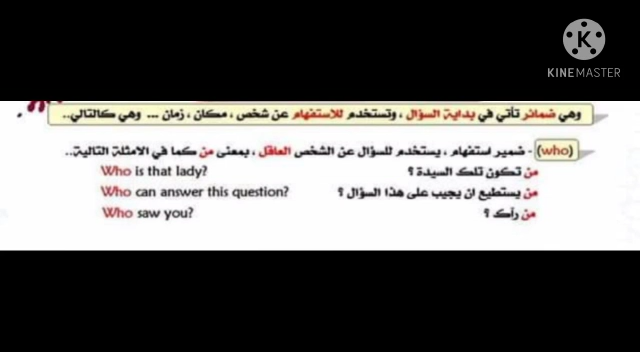 KINEMASTER
وهي ضمائر تأتي في بداية السؤال ، وتستخدم للاستفهام عن شخص ، مكان ، زمان ... وهي كالتالي..
(who) - ضمير استفهام ، يستخدم للسؤال عن الشخص العاقل ، بمعنى من كما في الامثلة التالية..
Who is that lady? من تكون تلك السيدة ؟
Who can answer this question? من يستطيع ان يجيب على هذا السؤال ؟
Who saw you? من رآك ؟